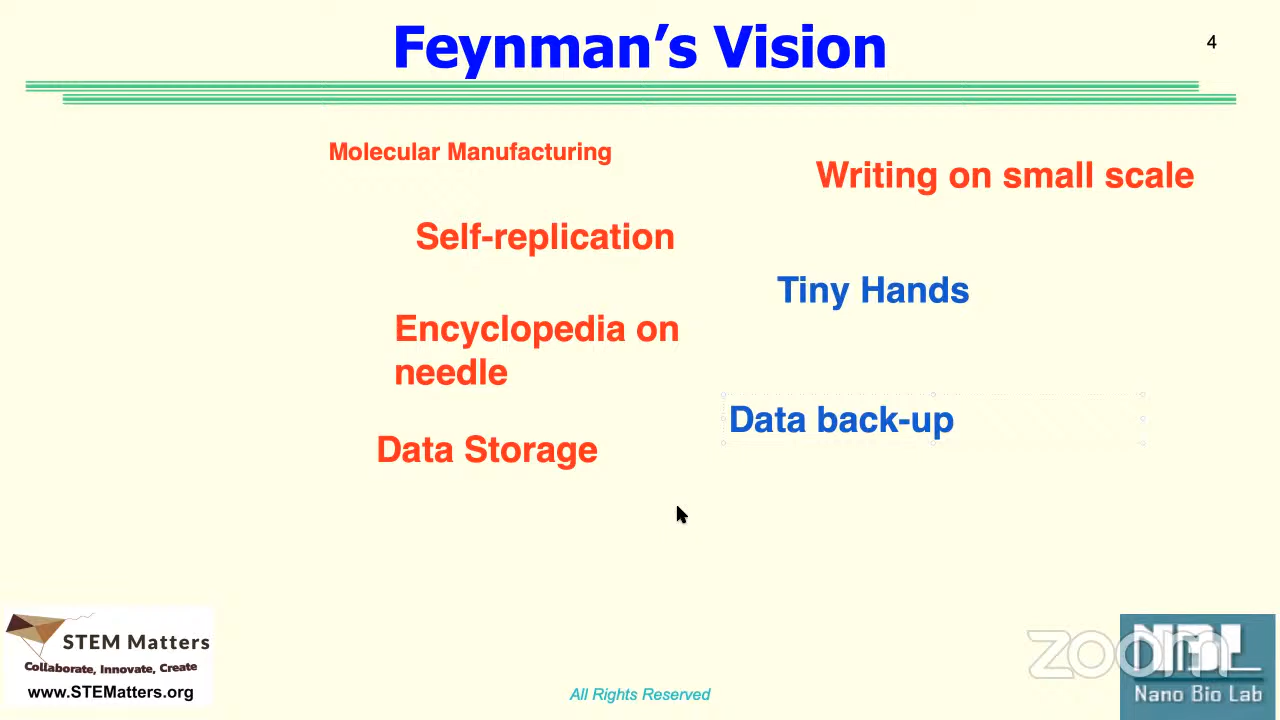 Feynman’s Vision
4
Molecular Manufacturing
Writing on small scale
Self-replication
Tiny Hands
Encyclopedia on
needle
Data back-up
Data Storage
STEM Matters
Collaborate, Innovate, Create
www.STEMatters.org
All Rights Reserved
zoom
NBL
Nano Bio Lab